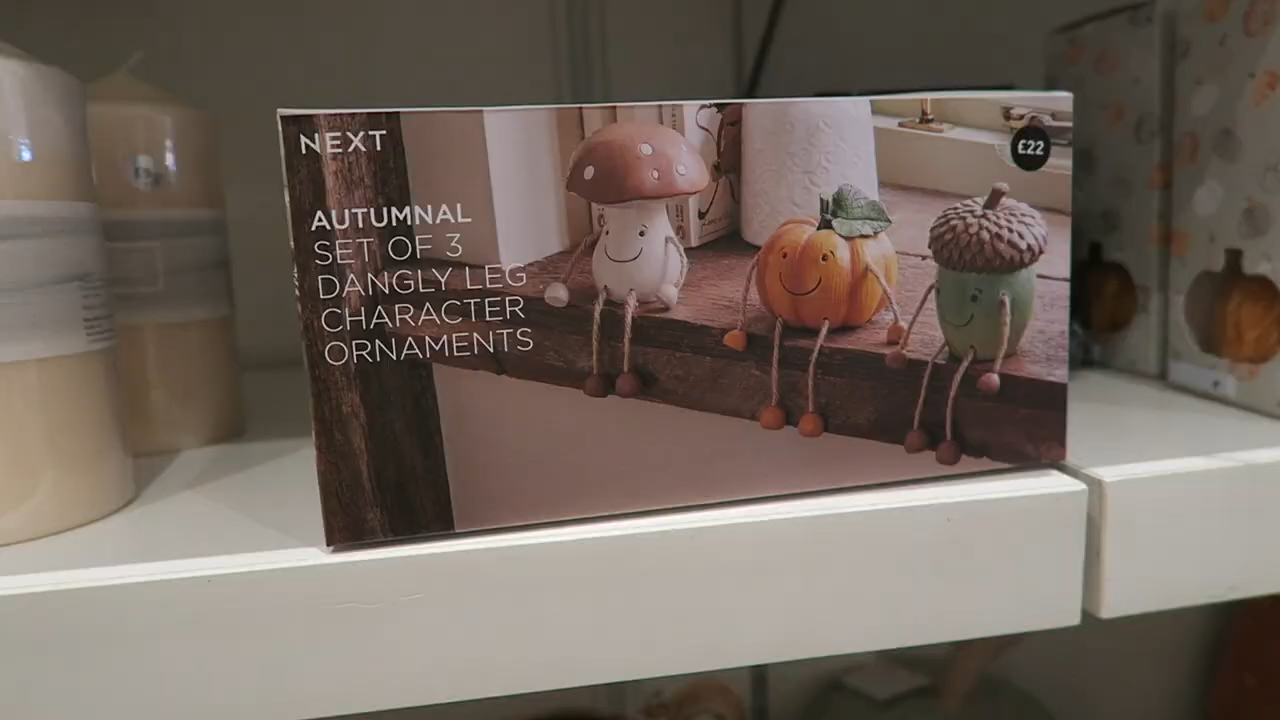 NEXT
£22
AUTUMNAL
SET OF 3
DANGLY LEG
CHARACTER
ORNAMENTS